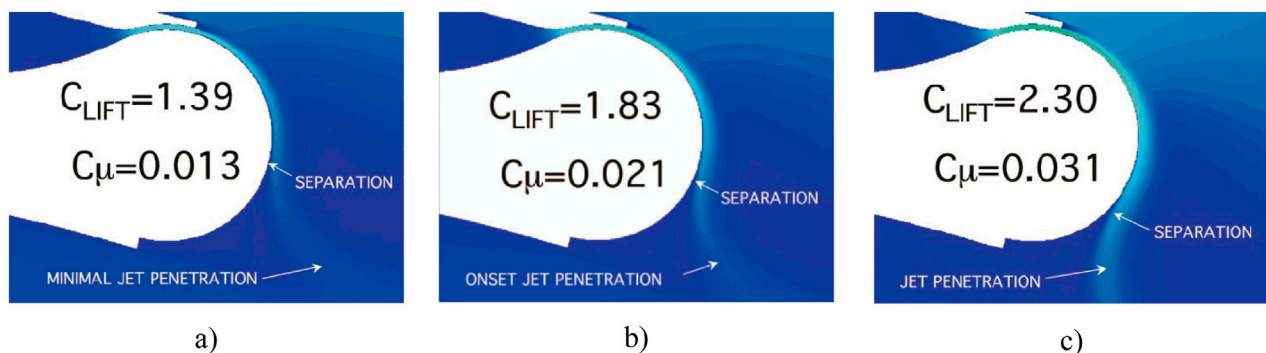 C_LIFT=1.39
Cμ=0.013
SEPARATION
MINIMAL JET PENETRATION
a)
C_LIFT=1.83
Cμ=0.021
SEPARATION
ONSET JET PENETRATION
b)
C_LIFT=2.30
Cμ=0.031
SEPARATION
JET PENETRATION
c)